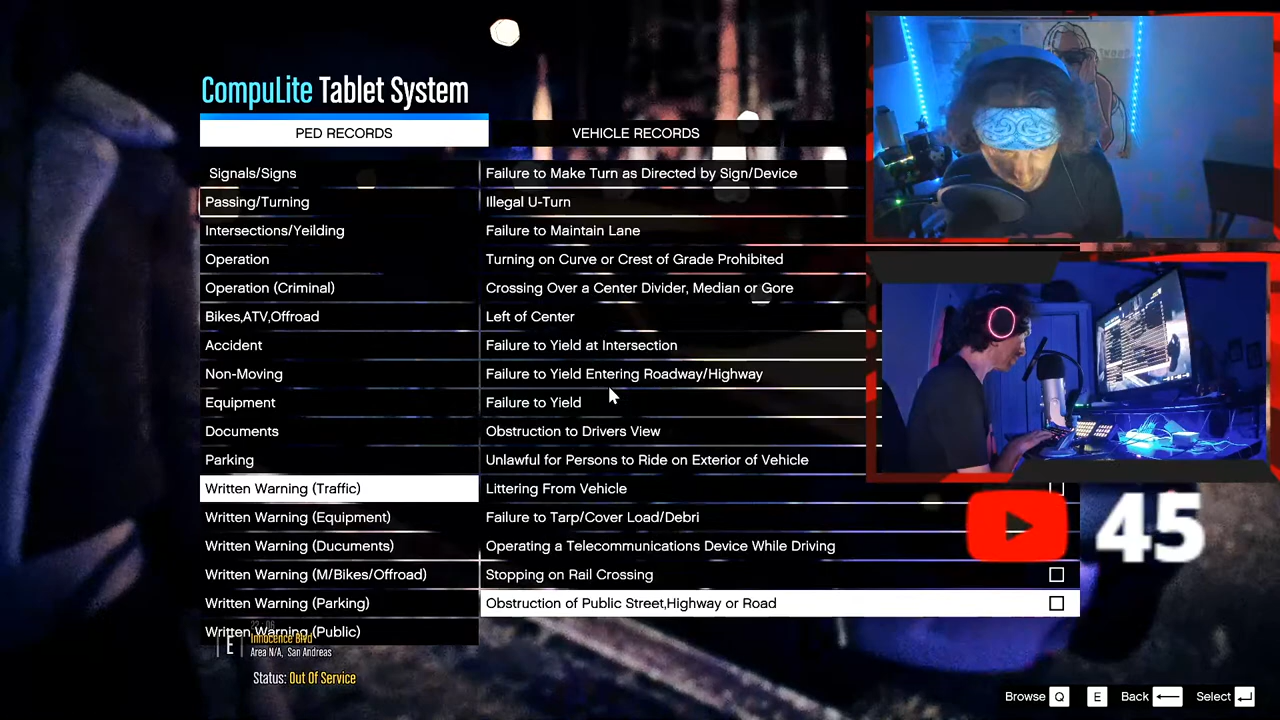 CompuLite Tablet System
PED RECORDS
VEHICLE RECORDS
Signals/Signs
Passing/Turning
Intersections/Yeilding
Operation
Operation (Criminal)
Bikes,ATV,Offroad
Accident
Non-Moving
Equipment
Documents
Parking
Written Warning (Traffic)
Written Warning (Equipment)
Written Warning (Ducuments)
Written Warning (M/Bikes/Offroad)
Written Warning (Parking)
Written Warning (Public)
Failure to Make Turn as Directed by Sign/Device
Illegal U-Turn
Failure to Maintain Lane
Turning on Curve or Crest of Grade Prohibited
Crossing Over a Center Divider, Median or Gore
Left of Center
Failure to Yield at Intersection
Failure to Yield Entering Roadway/Highway
Failure to Yield
Obstruction to Drivers View
Unlawful for Persons to Ride on Exterior of Vehicle
Littering From Vehicle
Failure to Tarp/Cover Load/Debri
Operating a Telecommunications Device While Driving
Stopping on Rail Crossing
Obstruction of Public Street,Highway or Road
45
E
Innocence Blvd
Area N/A, San Andreas
Status: Out Of Service
Browse Q E Back Select